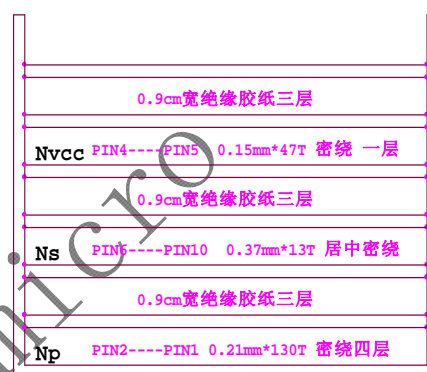 0.9cm宽绝缘胶纸三层
Nvcc PIN4----PIN5 0.15mm*47T 密绕 一层
0.9cm宽绝缘胶纸三层
Ns PIN6----PIN10 0.37mm*13T 居中密绕
0.9cm宽绝缘胶纸三层
Np PIN2----PIN1 0.21mm*130T 密绕四层
micro